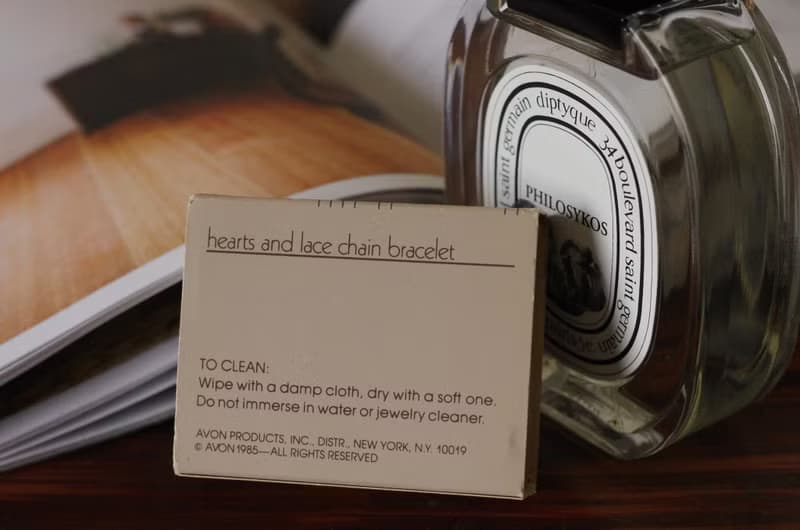 hearts and lace chain bracelet
TO CLEAN:
Wipe with a damp cloth, dry with a soft one.
Do not immerse in water or jewelry cleaner.
AVON PRODUCTS, INC., DISTR., NEW YORK, N.Y. 10019
© AVON 1985—ALL RIGHTS RESERVED
saint germain diptyque 34 boulevard saint germain
PHILOSYKOS